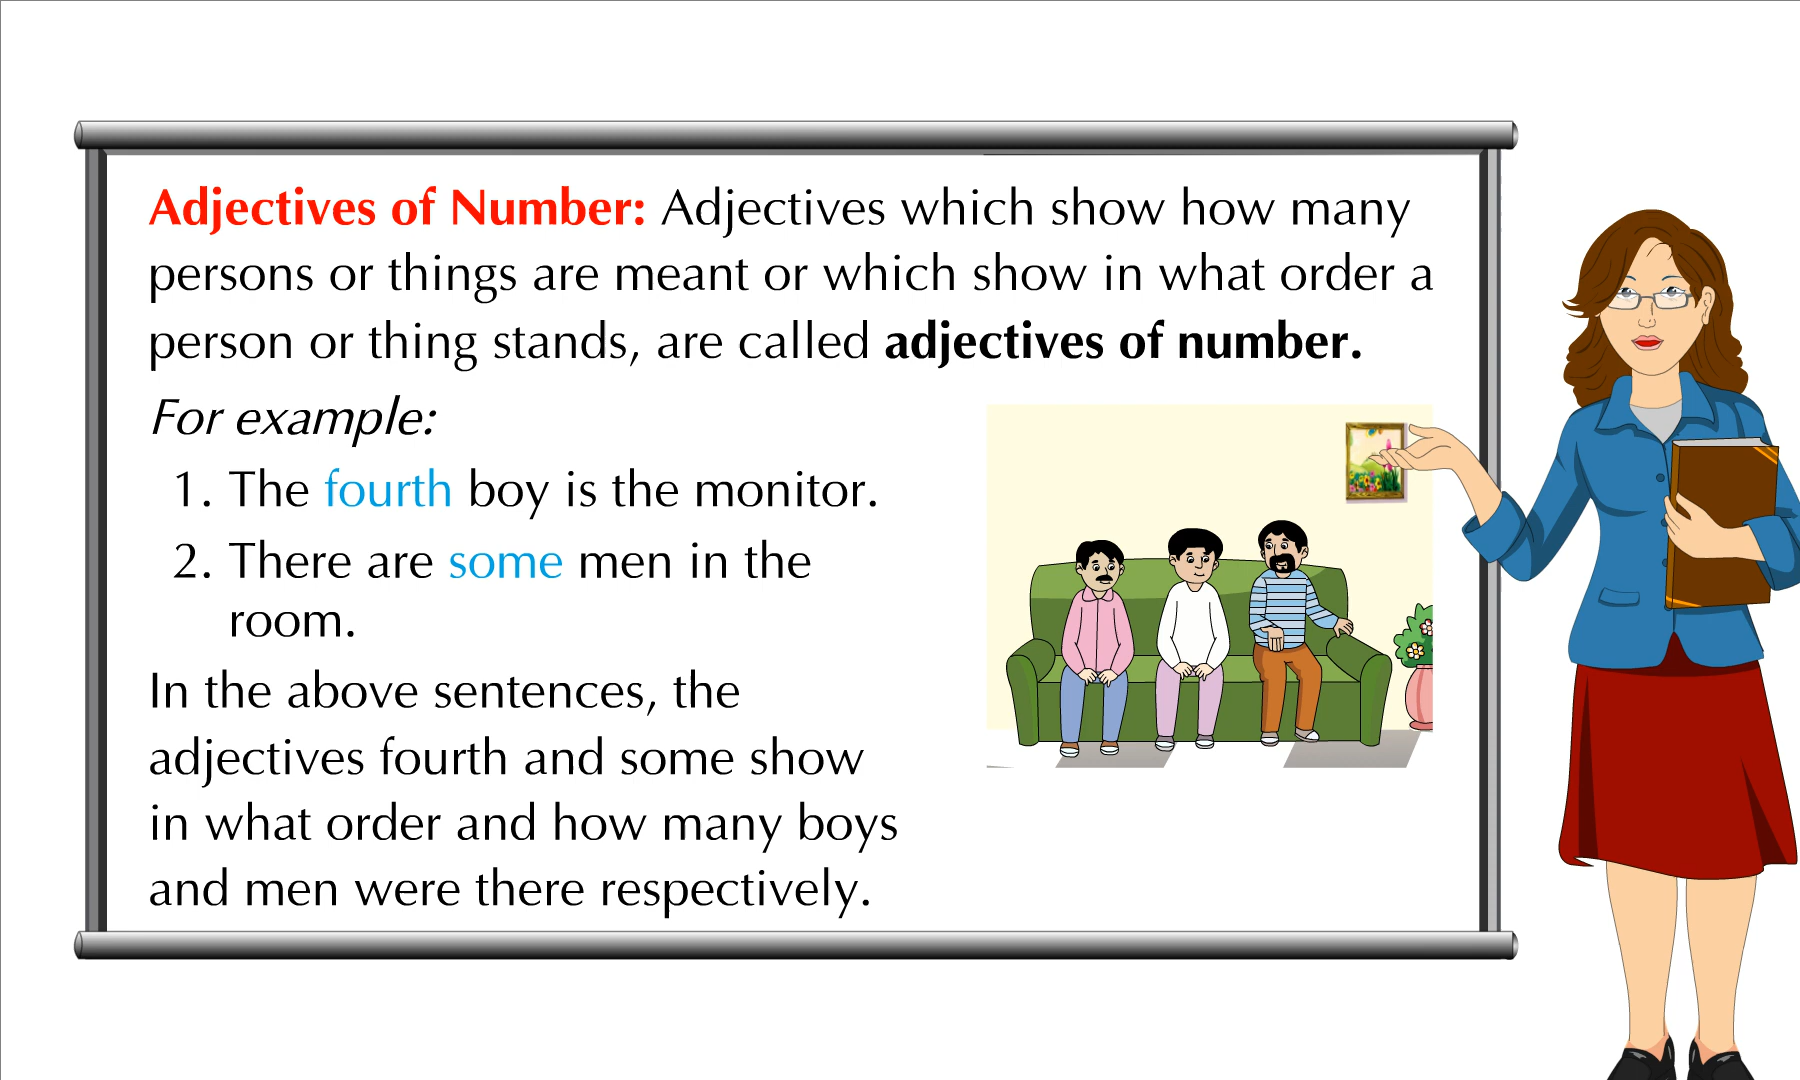 Adjectives of Number: Adjectives which show how many
persons or things are meant or which show in what order a
person or thing stands, are called adjectives of number.
For example:
1. The fourth boy is the monitor.
2. There are some men in the
room.
In the above sentences, the
adjectives fourth and some show
in what order and how many boys
and men were there respectively.